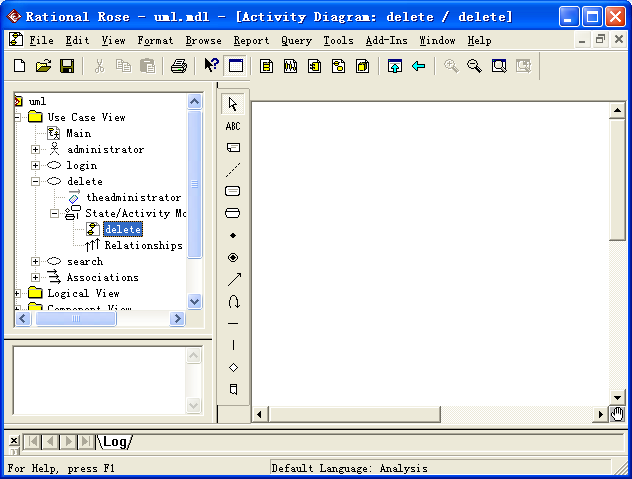 Rational Rose - uml.mdl - [Activity Diagram: delete / delete]
File Edit View Format Browse Report Query Tools Add-Ins Window Help
uml
Use Case View
Main
administrator
login
delete
theadministrator
State/Activity Mo
delete
Relationships
search
Associations
Logical View
Component View
ABC
Log
For Help, press F1
Default Language: Analysis